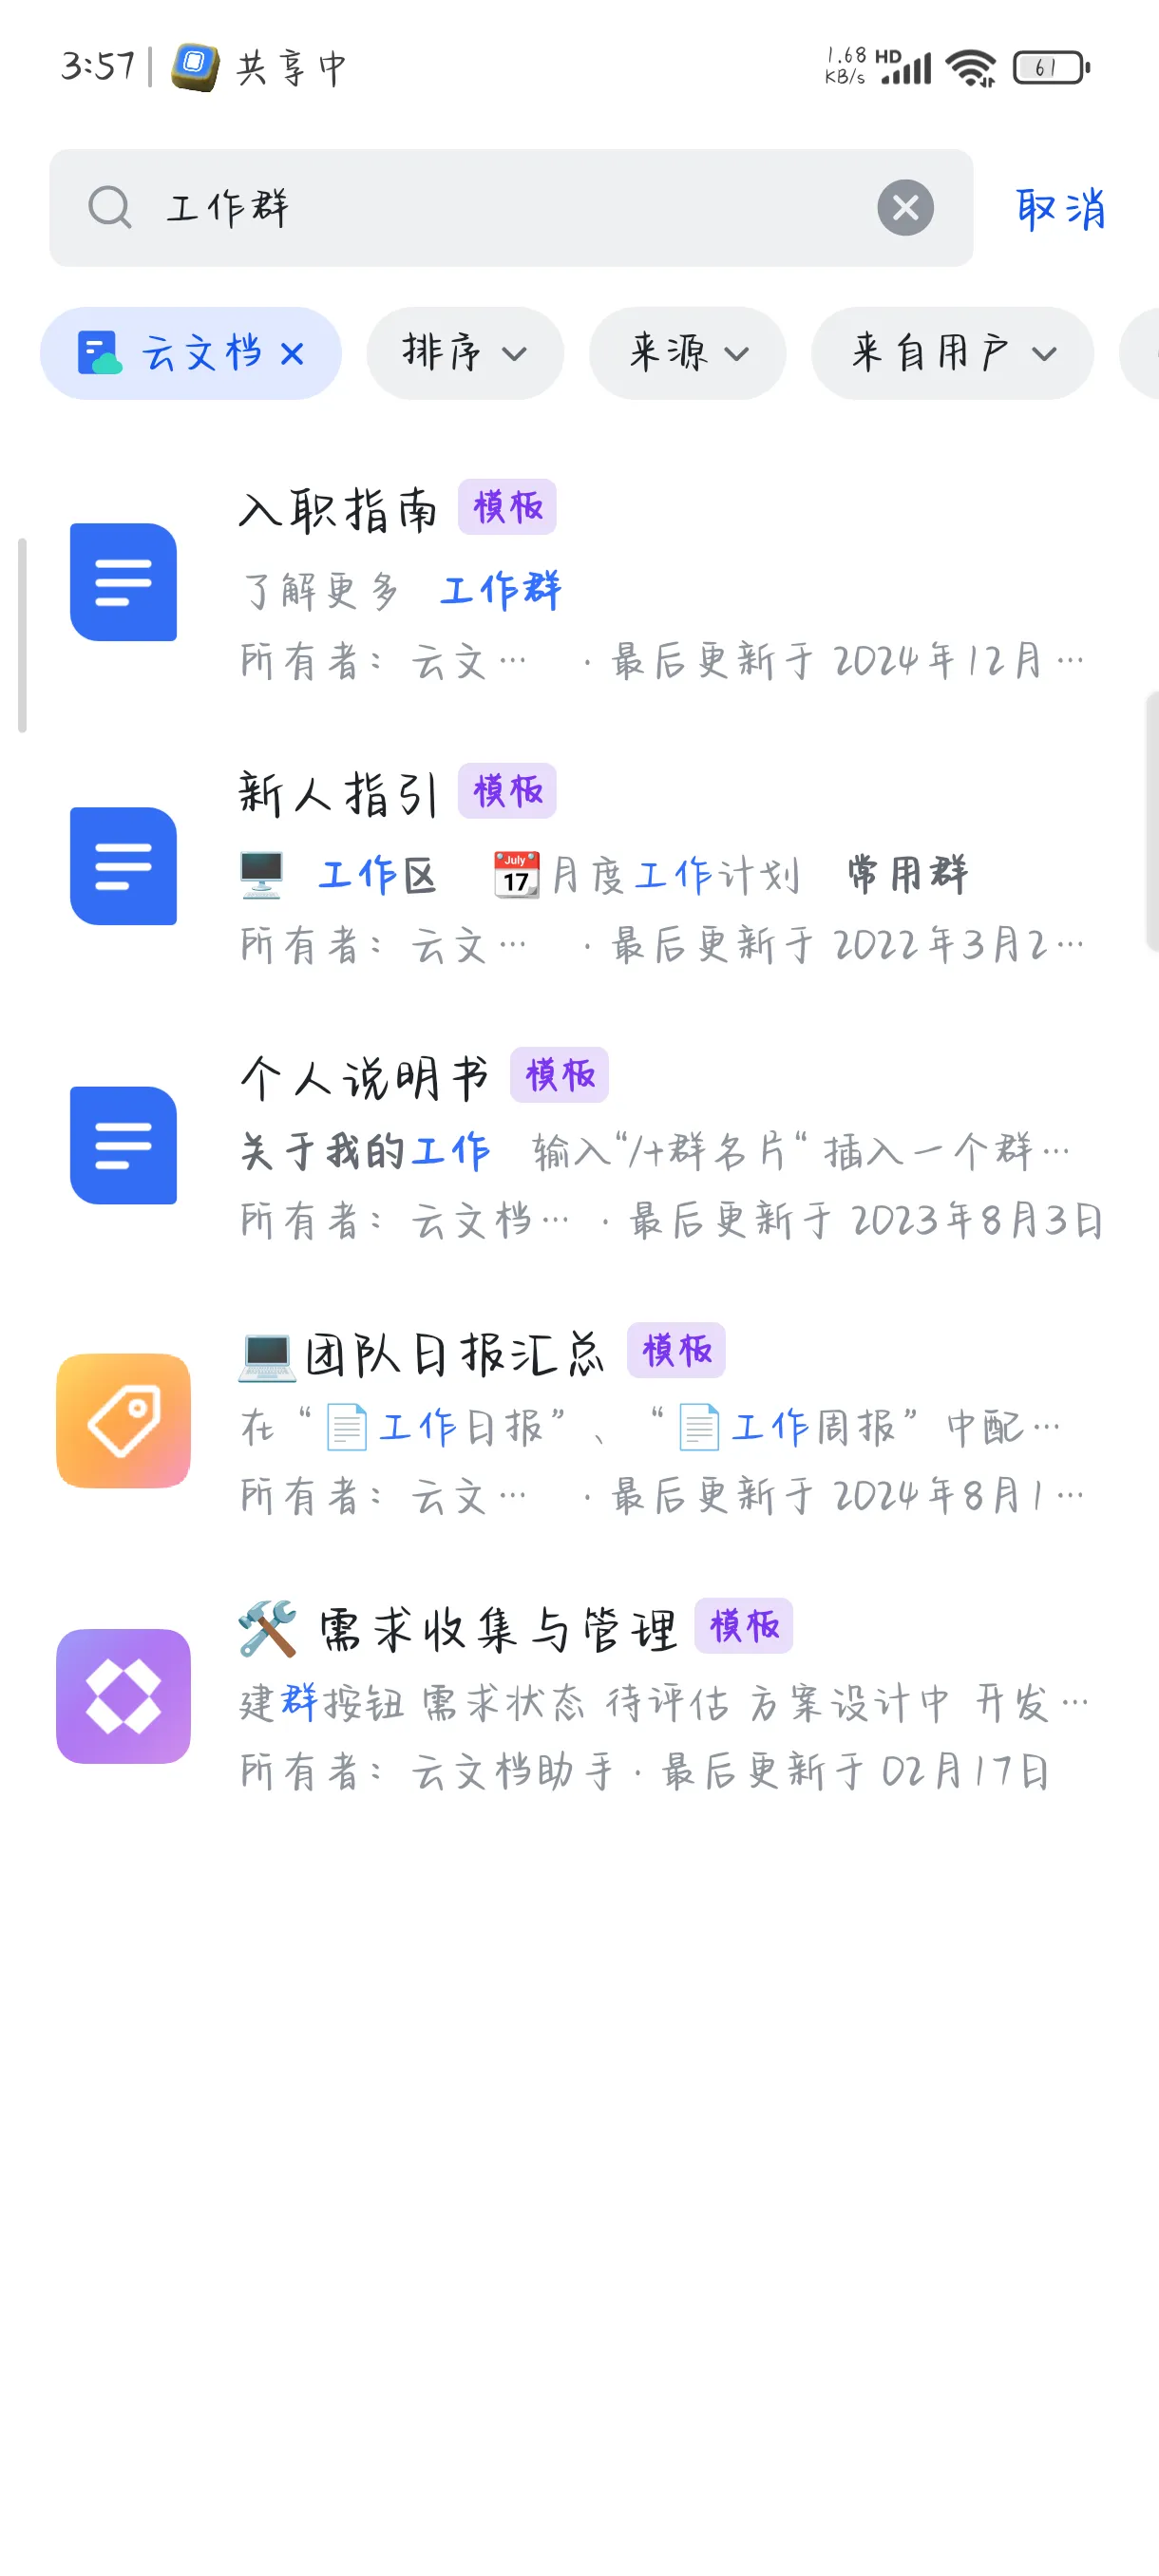 3:57 共享中 1.68 KB/s HD 61
工作群 取消
云文档 排序 来源 来自用户
入职指南 模板
了解更多 工作群
所有者：云文… · 最后更新于 2024年12月…
新人指引 模板
工作区 July 17 月度工作计划 常用群
所有者：云文… · 最后更新于 2022年3月2…
个人说明书 模板
关于我的工作 输入“/+群名片“ 插入一个群…
所有者：云文档… · 最后更新于 2023年8月3日
团队日报汇总 模板
在 “📄工作日报” 、 “📄工作周报” 中配…
所有者：云文… · 最后更新于 2024年8月1…
需求收集与管理 模板
建群按钮 需求状态 待评估 方案设计中 开发…
所有者：云文档助手 · 最后更新于 02月17日